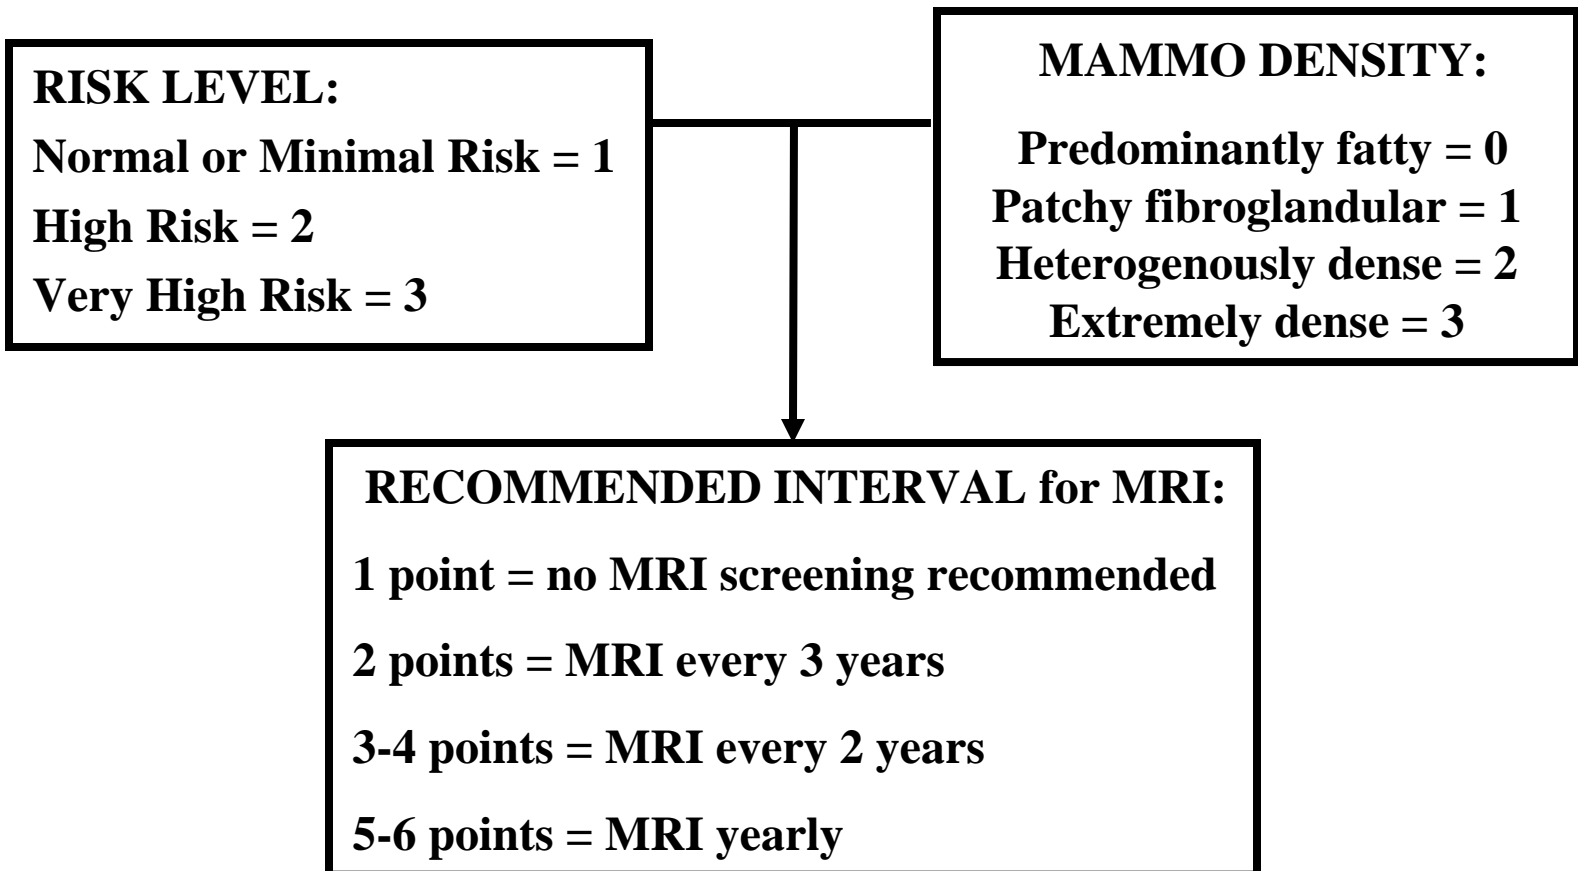 RISK LEVEL:
Normal or Minimal Risk = 1
High Risk = 2
Very High Risk = 3
MAMMO DENSITY:
Predominantly fatty = 0
Patchy fibroglandular = 1
Heterogenously dense = 2
Extremely dense = 3
RECOMMENDED INTERVAL for MRI:
1 point = no MRI screening recommended
2 points = MRI every 3 years
3-4 points = MRI every 2 years
5-6 points = MRI yearly